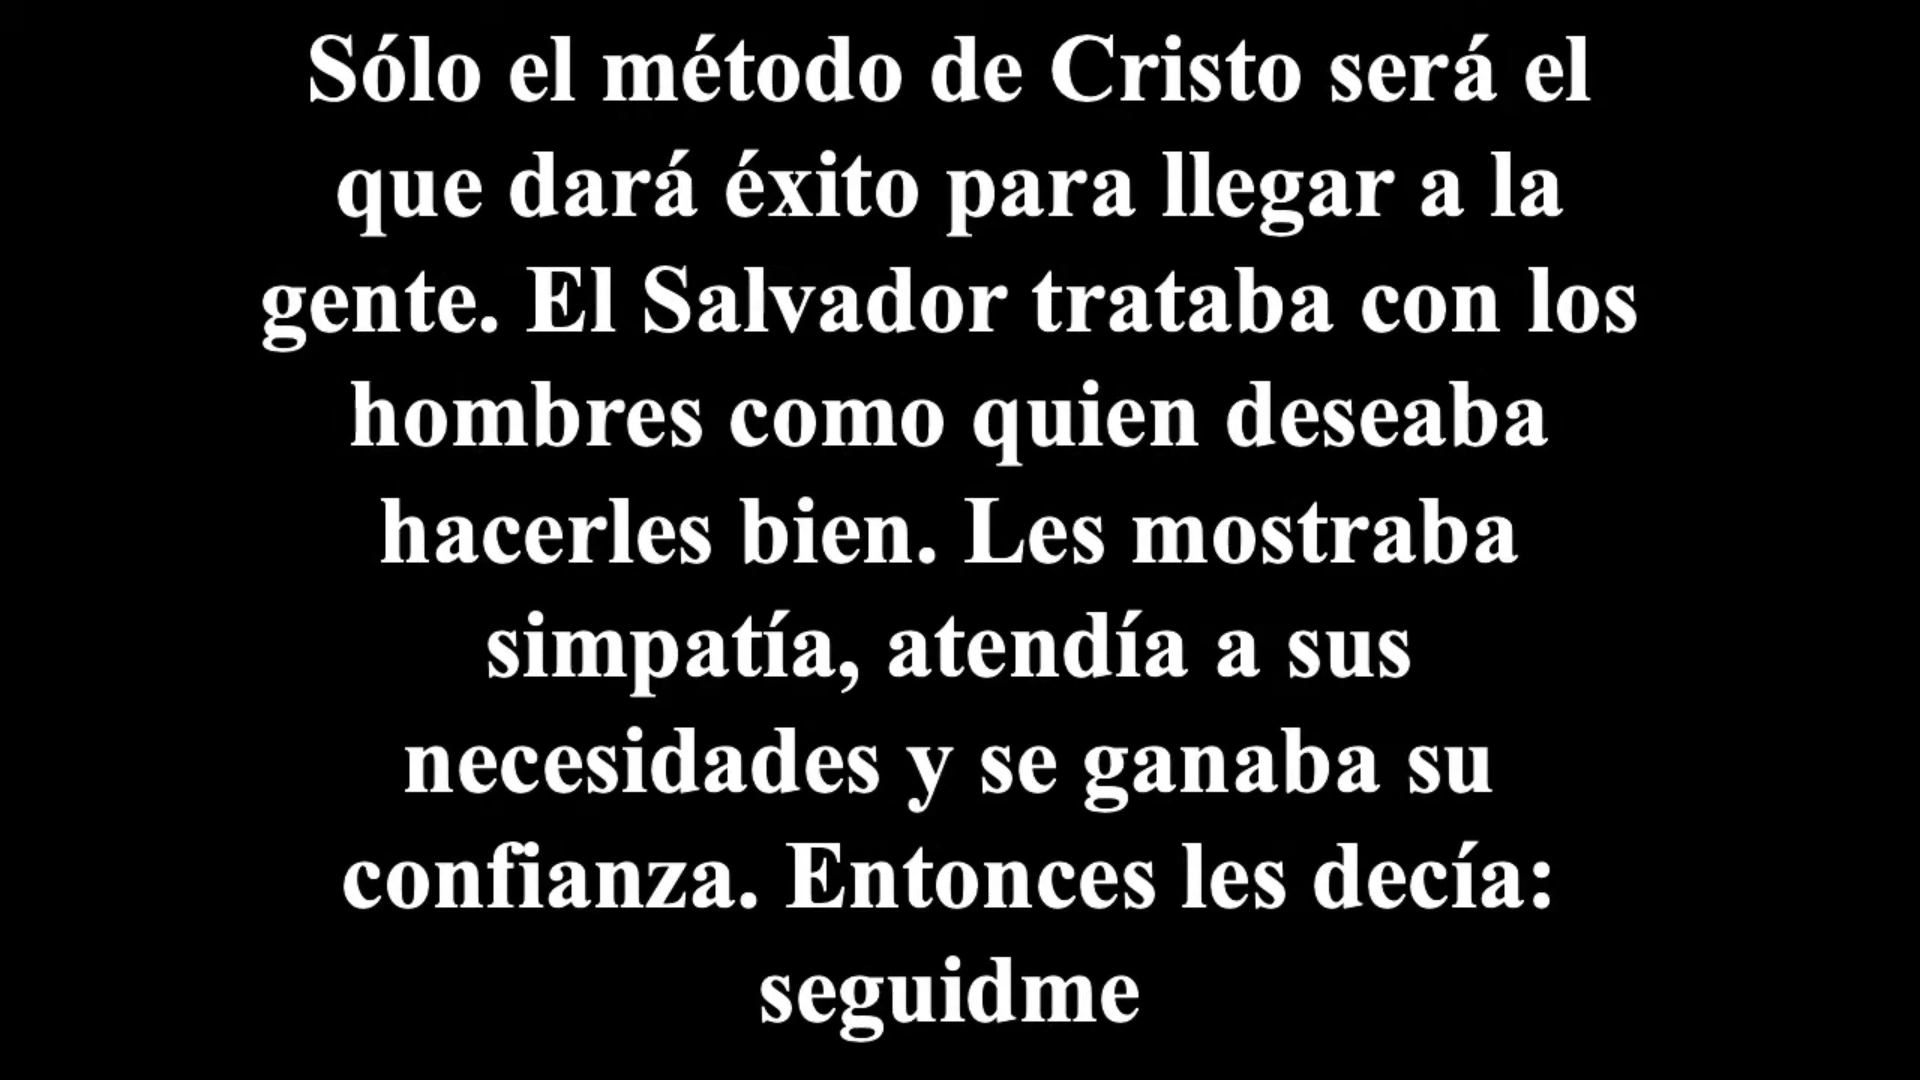 Sólo el método de Cristo será el
que dará éxito para llegar a la
gente. El Salvador trataba con los
hombres como quien deseaba
hacerles bien. Les mostraba
simpatía, atendía a sus
necesidades y se ganaba su
confianza. Entonces les decía:
seguidme